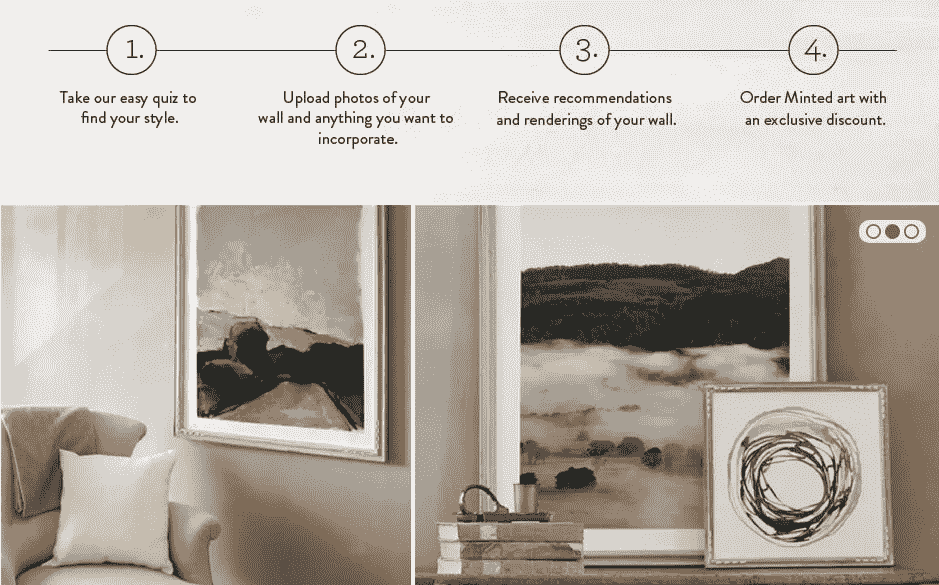 1.
Take our easy quiz to
find your style.
2.
Upload photos of your
wall and anything you want to
incorporate.
3.
Receive recommendations
and renderings of your wall.
4.
Order Minted art with
an exclusive discount.